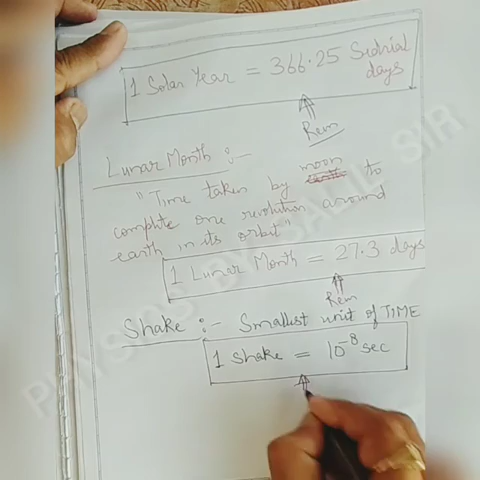 1 Solar Year = 366.25 Sidrial
days
Rem
Lunar Month :-
"Time taken by moon to
complete one revolution around
earth in its orbit"
1 Lunar Month = 27.3 days
Rem
Shake :- Smallest unit of TIME
1 Shake = 10⁻⁸ sec